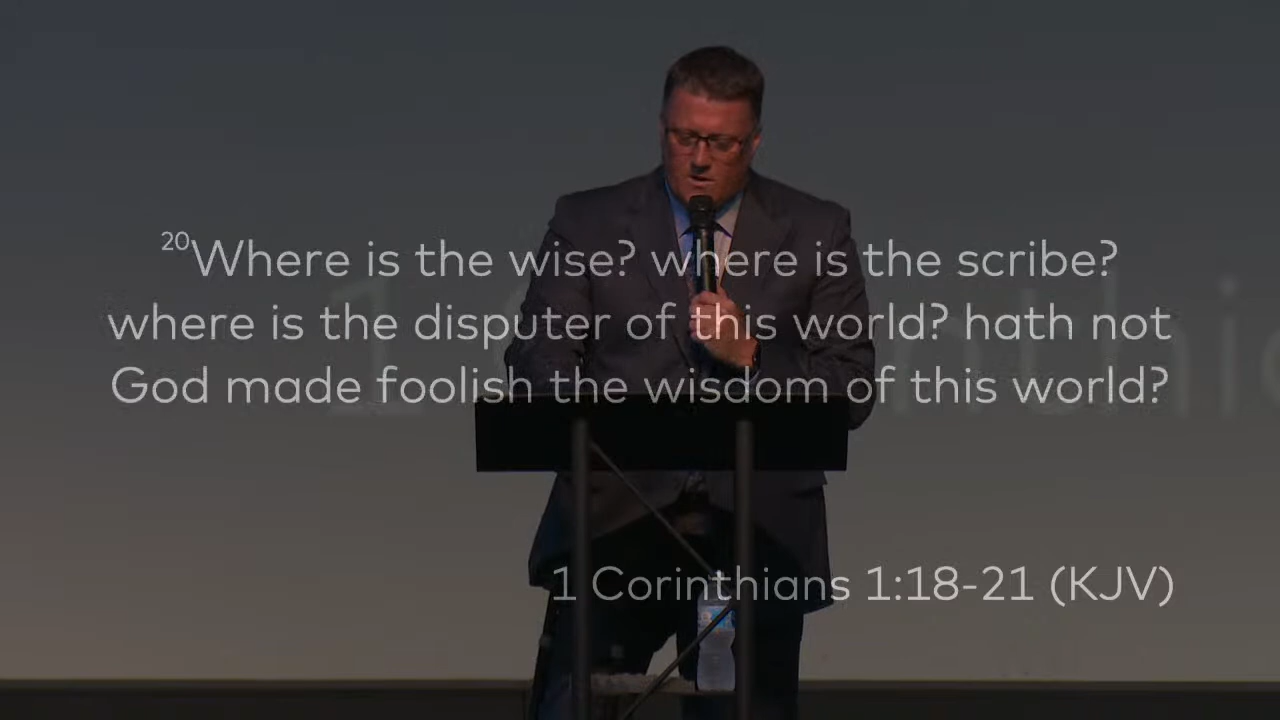 20Where is the wise? where is the scribe?
where is the disputer of this world? hath not
God made foolish the wisdom of this world?
1 Corinthians 1:18-21 (KJV)